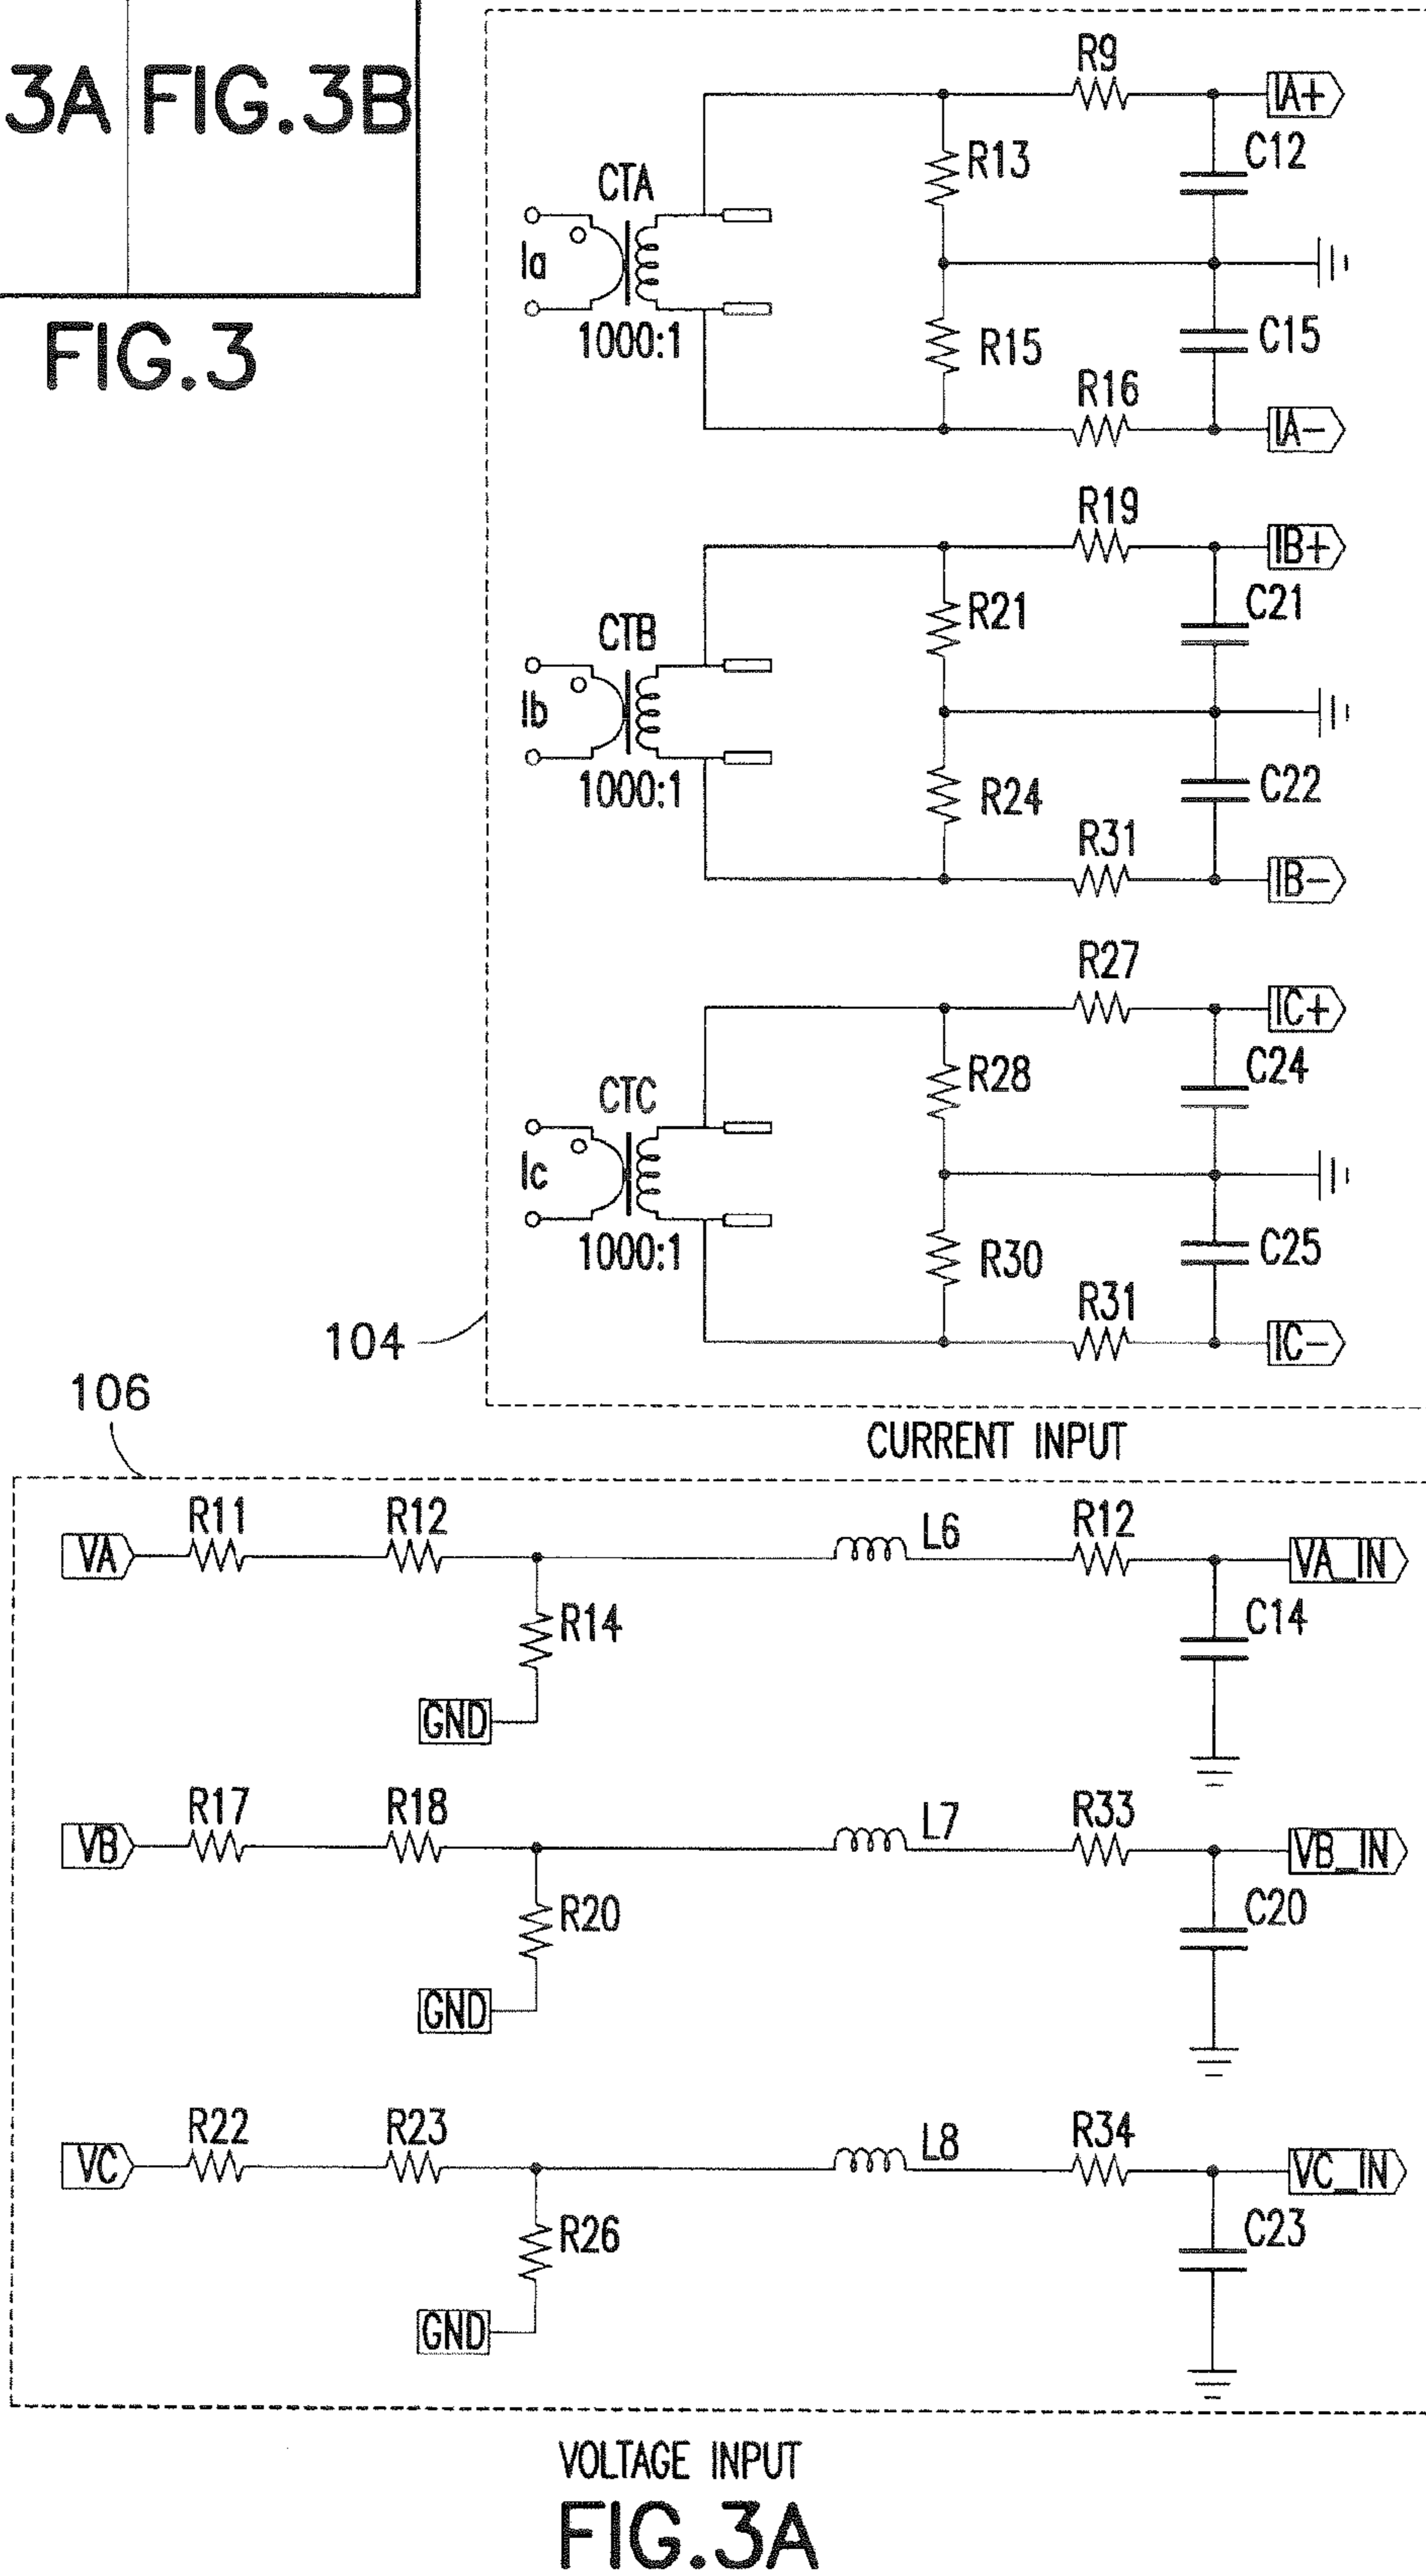 3A FIG.3B
FIG.3
R9
IA+
R13
C12
CTA
Ia
1000:1
R15
C15
R16
IA-
R19
IB+
R21
C21
CTB
Ib
1000:1
R24
C22
R31
IB-
R27
IC+
R28
C24
CTC
Ic
1000:1
R30
C25
R31
IC-
104
CURRENT INPUT
106
VA
R11
R12
L6
R12
VA_IN
R14
C14
GND
VB
R17
R18
L7
R33
VB_IN
R20
C20
GND
VC
R22
R23
L8
R34
VC_IN
R26
C23
GND
VOLTAGE INPUT
FIG.3A